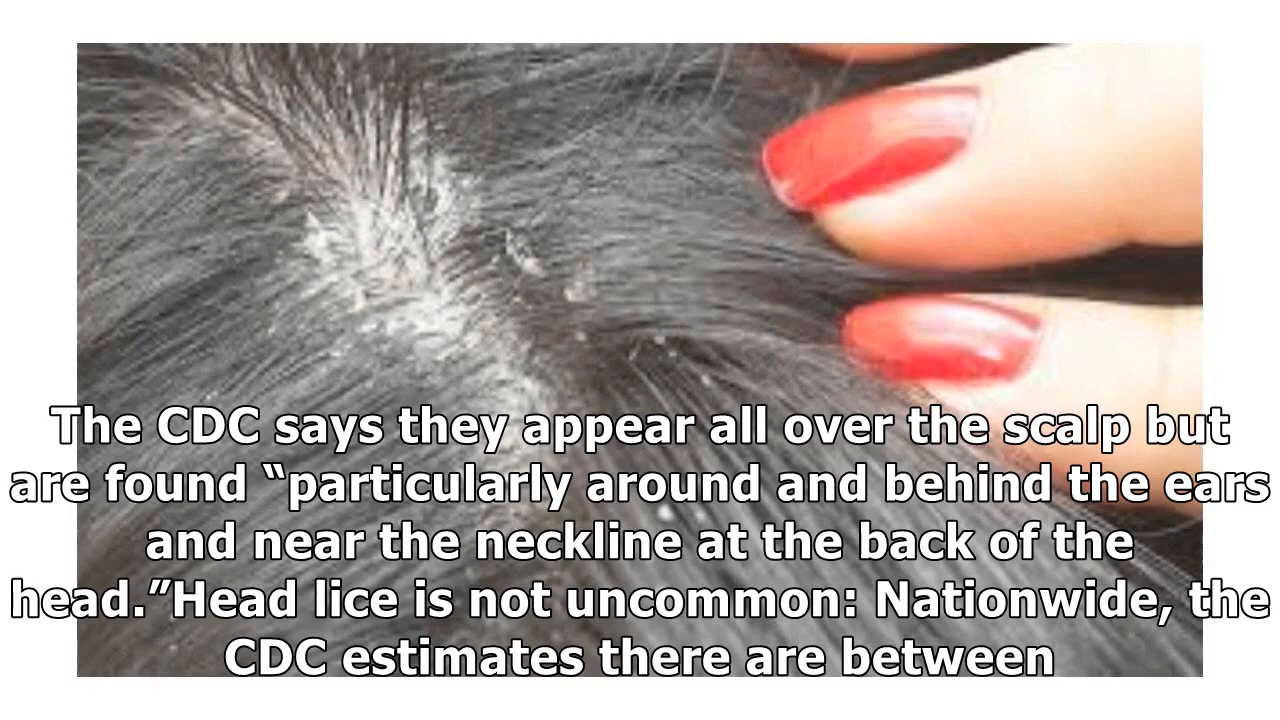 The CDC says they appear all over the scalp but
are found “particularly around and behind the ears
and near the neckline at the back of the
head.”Head lice is not uncommon: Nationwide, the
CDC estimates there are between